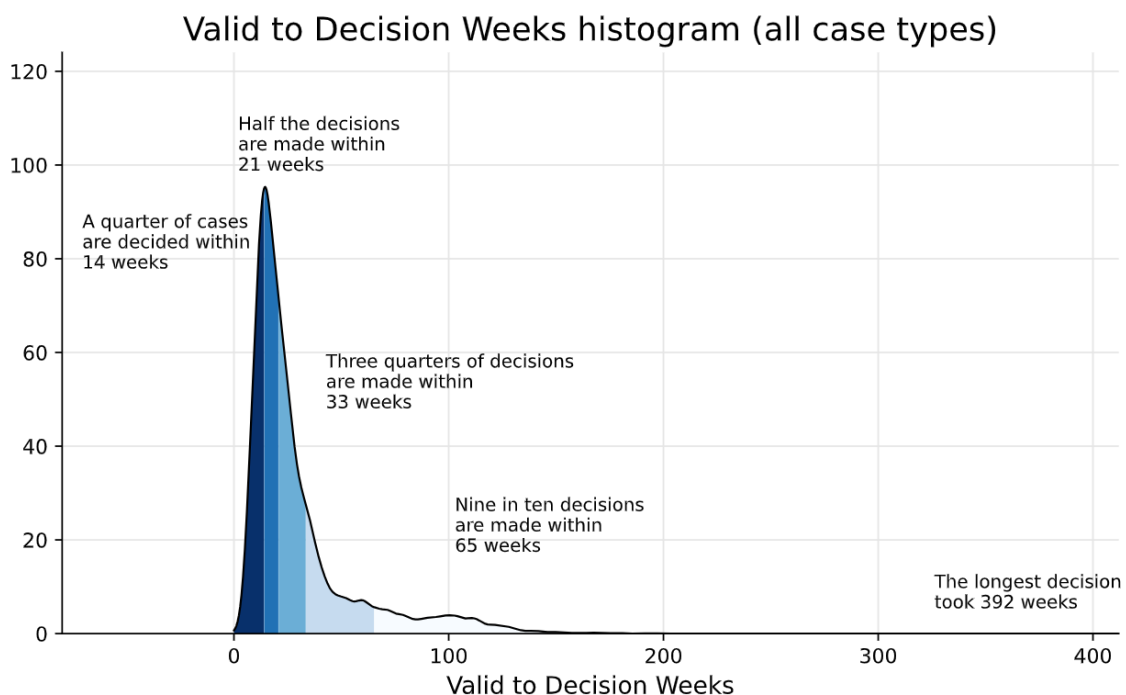 Valid to Decision Weeks histogram (all case types)
120
100
80
60
40
20
0
Half the decisions
are made within
21 weeks
A quarter of cases
are decided within
14 weeks
Three quarters of decisions
are made within
33 weeks
Nine in ten decisions
are made within
65 weeks
The longest decision
took 392 weeks
0 100 200 300 400
Valid to Decision Weeks